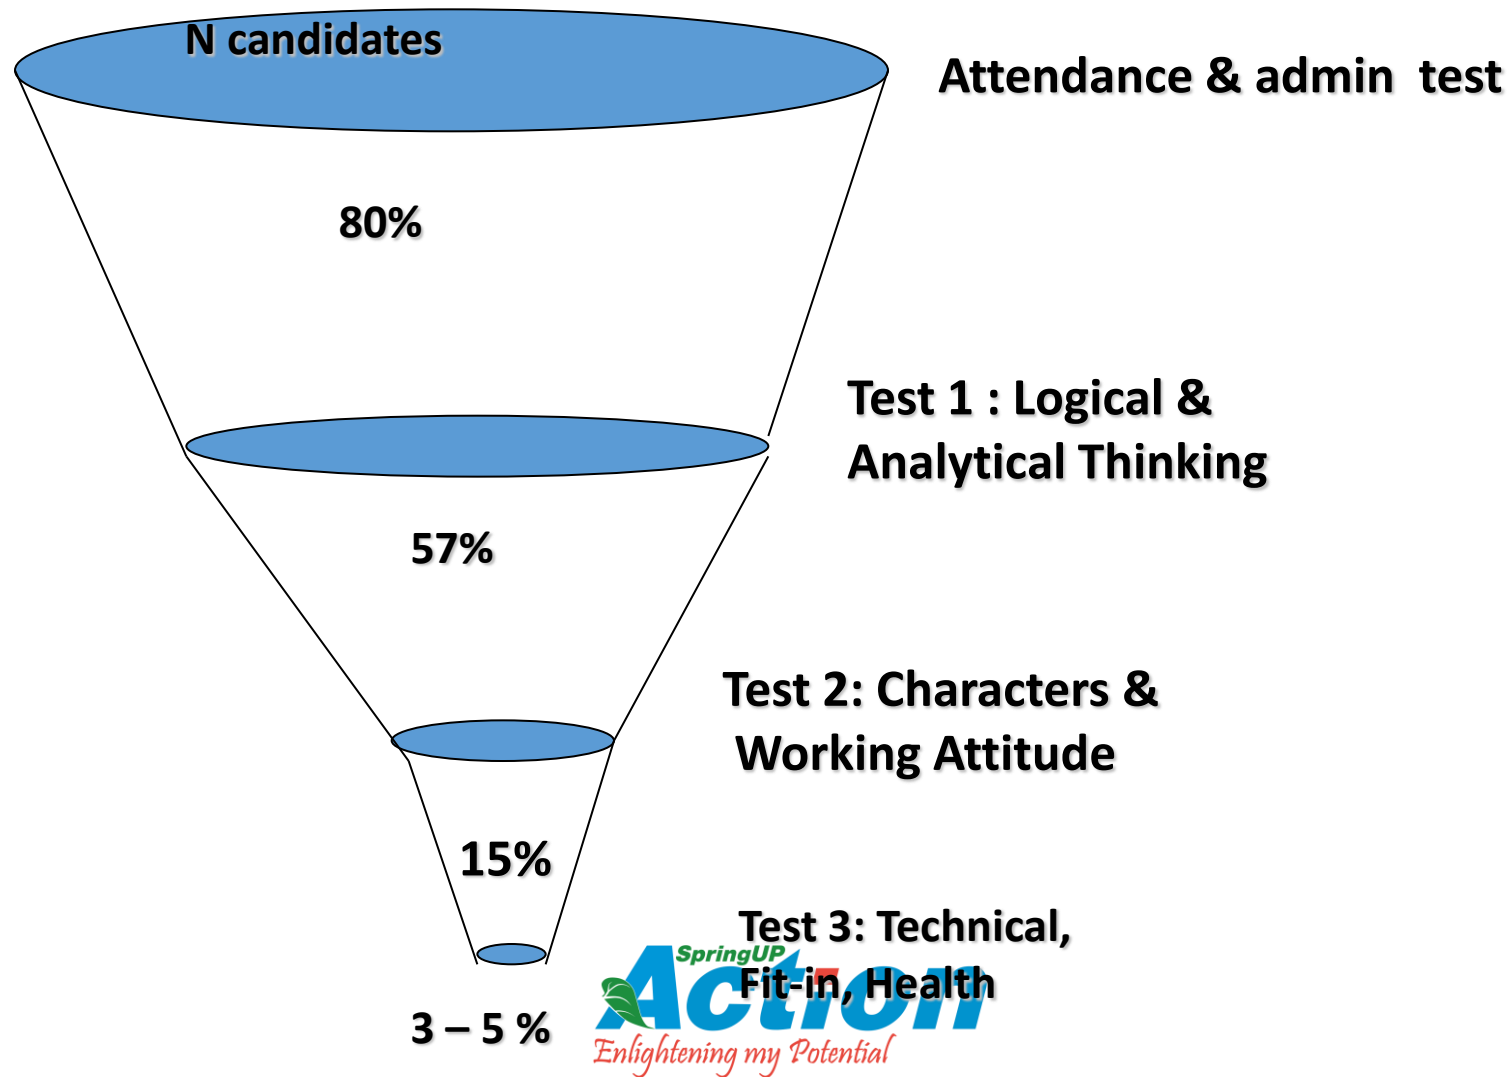 N candidates
Attendance & admin  test
80%
Test 1 : Logical &
Analytical Thinking
57%
Test 2: Characters &
Working Attitude
15%
Test 3: Technical,
Fit-in, Health
3 – 5 %
SpringUP
Action
Enlightening my Potential